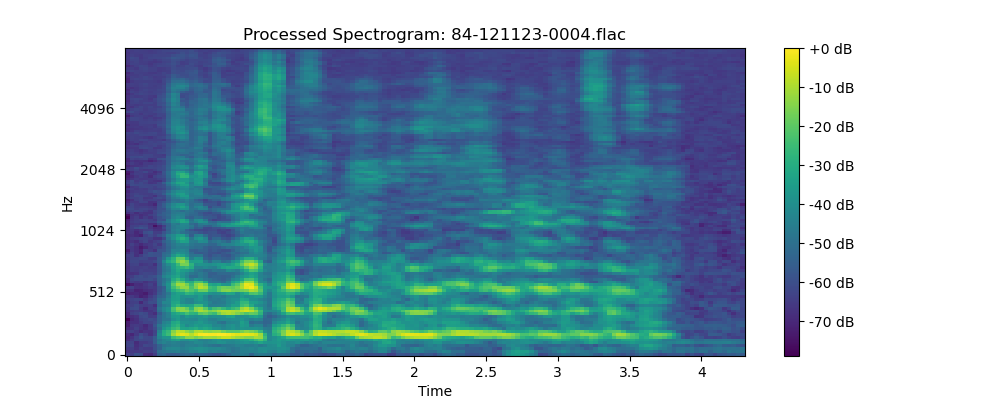 Processed Spectrogram: 84-121123-0004.flac
+0 dB
-10 dB
-20 dB
-30 dB
-40 dB
-50 dB
-60 dB
-70 dB
4096
2048
1024
512
0
Hz
0 0.5 1 1.5 2 2.5 3 3.5 4
Time